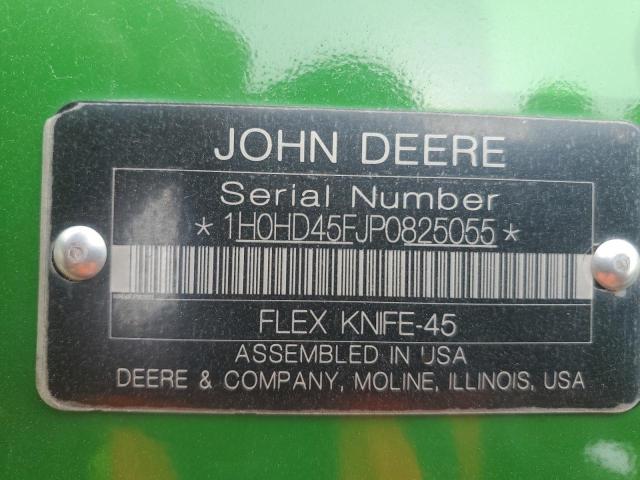 JOHN DEERE
Serial Number
*1H0HD45FJP0825055*
FLEX KNIFE-45
ASSEMBLED IN USA
DEERE & COMPANY, MOLINE, ILLINOIS, USA